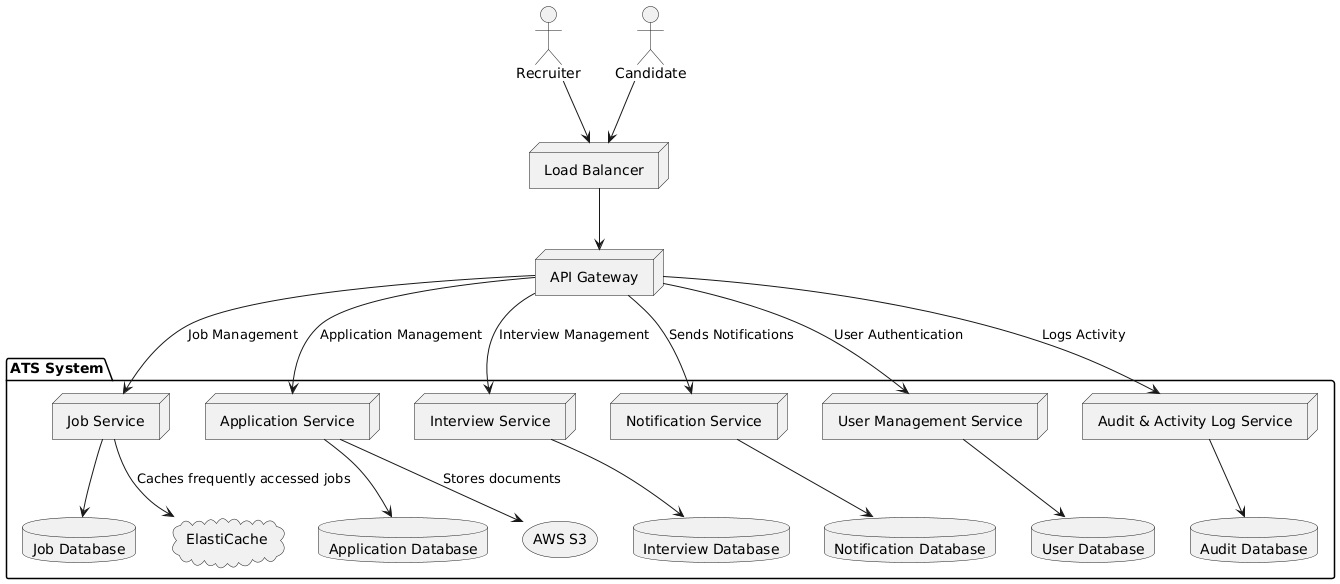 Recruiter
Candidate
Load Balancer
API Gateway
Job Management
Application Management
Interview Management
Sends Notifications
User Authentication
Logs Activity
ATS System
Job Service
Application Service
Interview Service
Notification Service
User Management Service
Audit & Activity Log Service
Caches frequently accessed jobs
Stores documents
Job Database
ElastiCache
Application Database
AWS S3
Interview Database
Notification Database
User Database
Audit Database